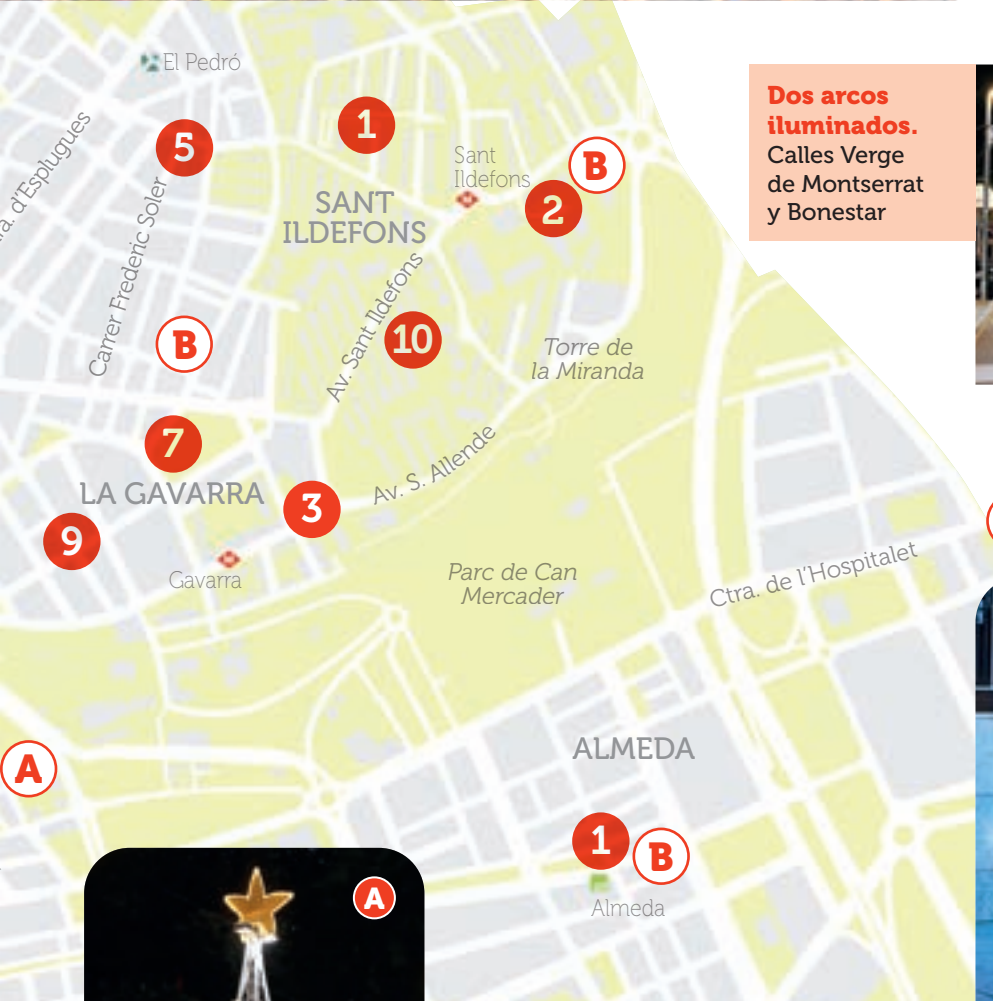 El Pedró
5
1
B
Sant
Ildefons
2
SANT
ILDEFONS
d'Esplugues
Carrer Frederic Soler
Av. Sant Ildefons
B
10
Torre de
la Miranda
7
LA GAVARRA
3
Av. S. Allende
9
Gavarra
Parc de Can
Mercader
Ctra. de l'Hospitalet
A
ALMEDA
1
B
Almeda
A
Dos arcos
iluminados.
Calles Verge
de Montserrat
y Bonestar